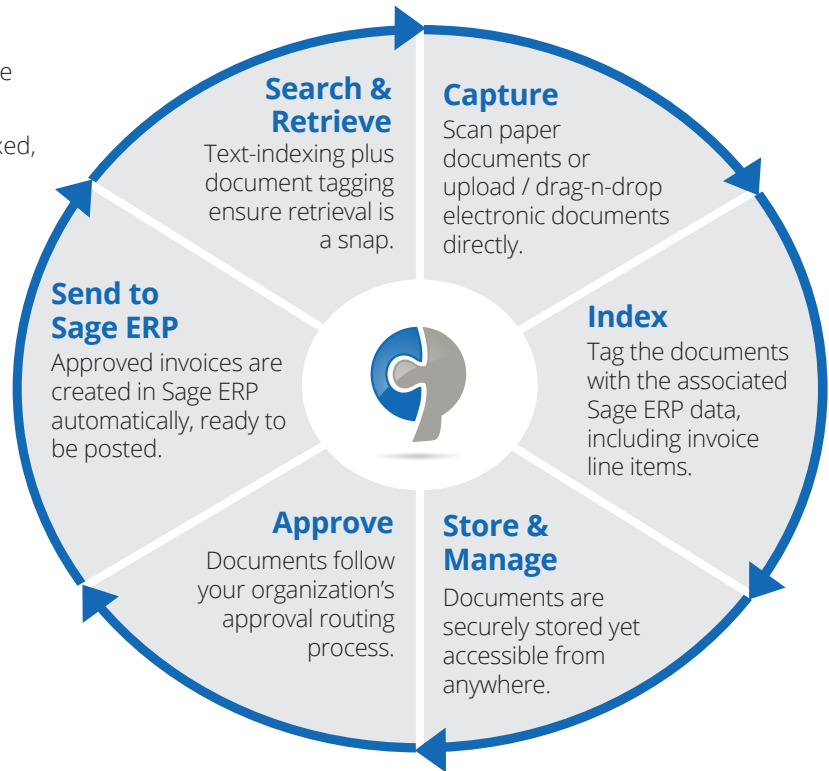 e
xed,
Search &
Retrieve
Text-indexing plus
document tagging
ensure retrieval is
a snap.
Capture
Scan paper
documents or
upload / drag-n-drop
electronic documents
directly.
Index
Tag the documents
with the associated
Sage ERP data,
including invoice
line items.
Store &
Manage
Documents are
securely stored yet
accessible from
anywhere.
Approve
Documents follow
your organization’s
approval routing
process.
Send to
Sage ERP
Approved invoices are
created in Sage ERP
automatically, ready to
be posted.